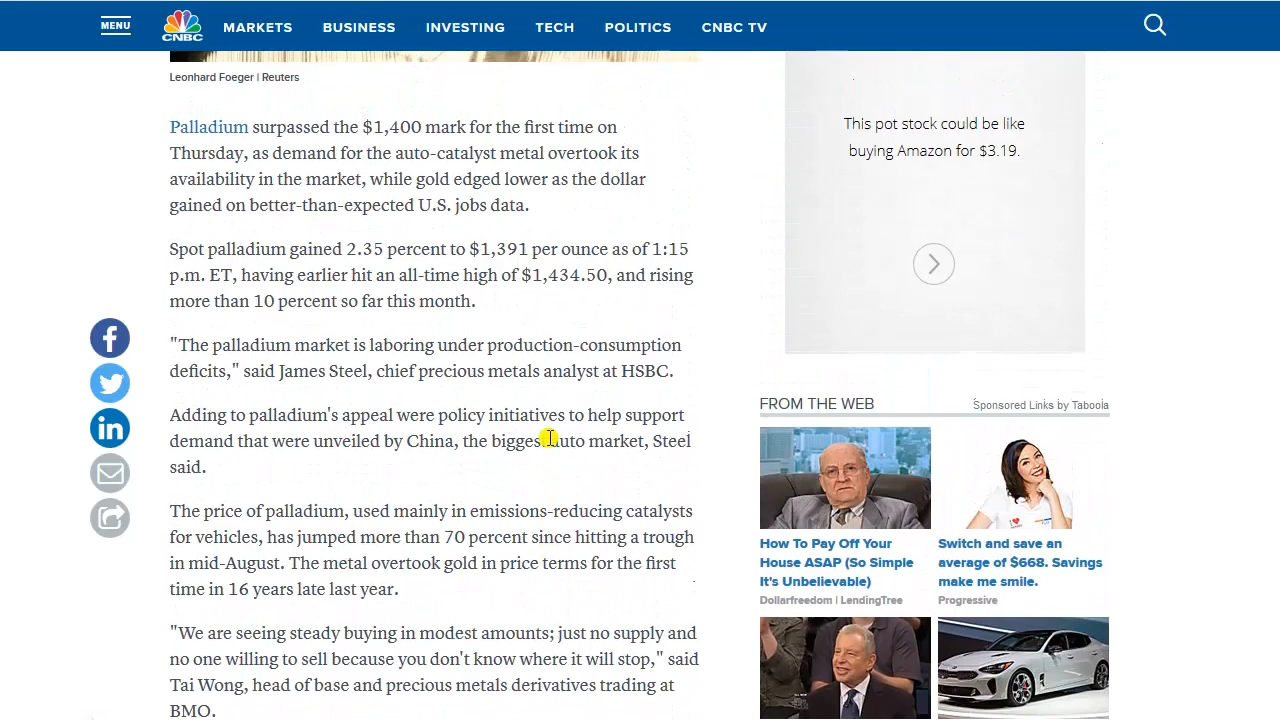 MENU
CNBC
MARKETS
BUSINESS
INVESTING
TECH
POLITICS
CNBC TV
Leonhard Foeger | Reuters
Palladium surpassed the $1,400 mark for the first time on
Thursday, as demand for the auto-catalyst metal overtook its
availability in the market, while gold edged lower as the dollar
gained on better-than-expected U.S. jobs data.
Spot palladium gained 2.35 percent to $1,391 per ounce as of 1:15
p.m. ET, having earlier hit an all-time high of $1,434.50, and rising
more than 10 percent so far this month.
"The palladium market is laboring under production-consumption
deficits," said James Steel, chief precious metals analyst at HSBC.
Adding to palladium's appeal were policy initiatives to help support
demand that were unveiled by China, the biggest auto market, Steel
said.
The price of palladium, used mainly in emissions-reducing catalysts
for vehicles, has jumped more than 70 percent since hitting a trough
in mid-August. The metal overtook gold in price terms for the first
time in 16 years late last year.
"We are seeing steady buying in modest amounts; just no supply and
no one willing to sell because you don't know where it will stop," said
Tai Wong, head of base and precious metals derivatives trading at
BMO.
This pot stock could be like
buying Amazon for $3.19.
FROM THE WEB
Sponsored Links by Taboola
How To Pay Off Your
House ASAP (So Simple
It's Unbelievable)
Dollarfreedom | LendingTree
Switch and save an
average of $668. Savings
make me smile.
Progressive